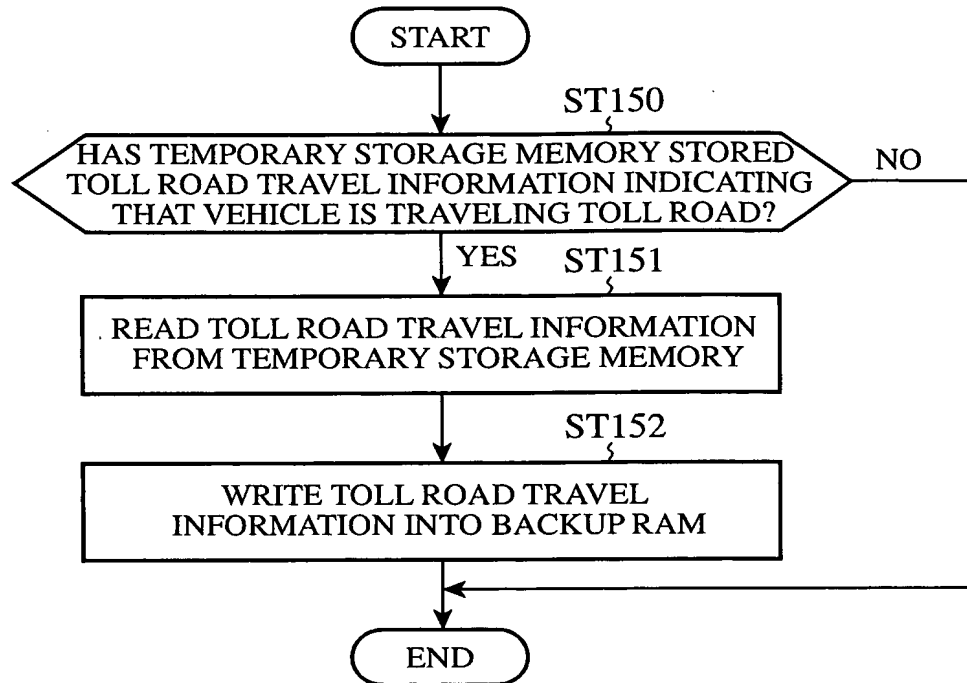 START
ST150
HAS TEMPORARY STORAGE MEMORY STORED
TOLL ROAD TRAVEL INFORMATION INDICATING
THAT VEHICLE IS TRAVELING TOLL ROAD?
NO
YES
ST151
READ TOLL ROAD TRAVEL INFORMATION
FROM TEMPORARY STORAGE MEMORY
ST152
WRITE TOLL ROAD TRAVEL
INFORMATION INTO BACKUP RAM
END